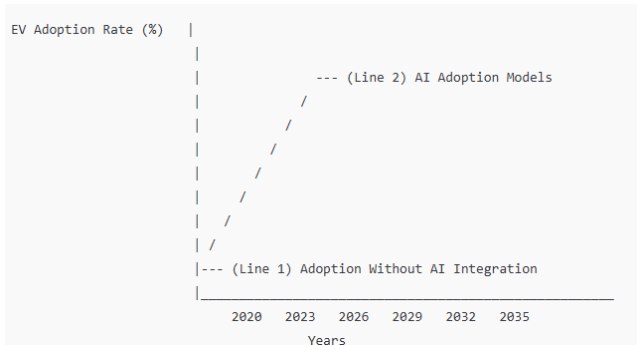 EV Adoption Rate (%) |
|
| --- (Line 2) AI Adoption Models
| /
| /
| /
| /
| /
| /
| /
|--- (Line 1) Adoption Without AI Integration
|______________________________________________________
2020 2023 2026 2029 2032 2035
Years